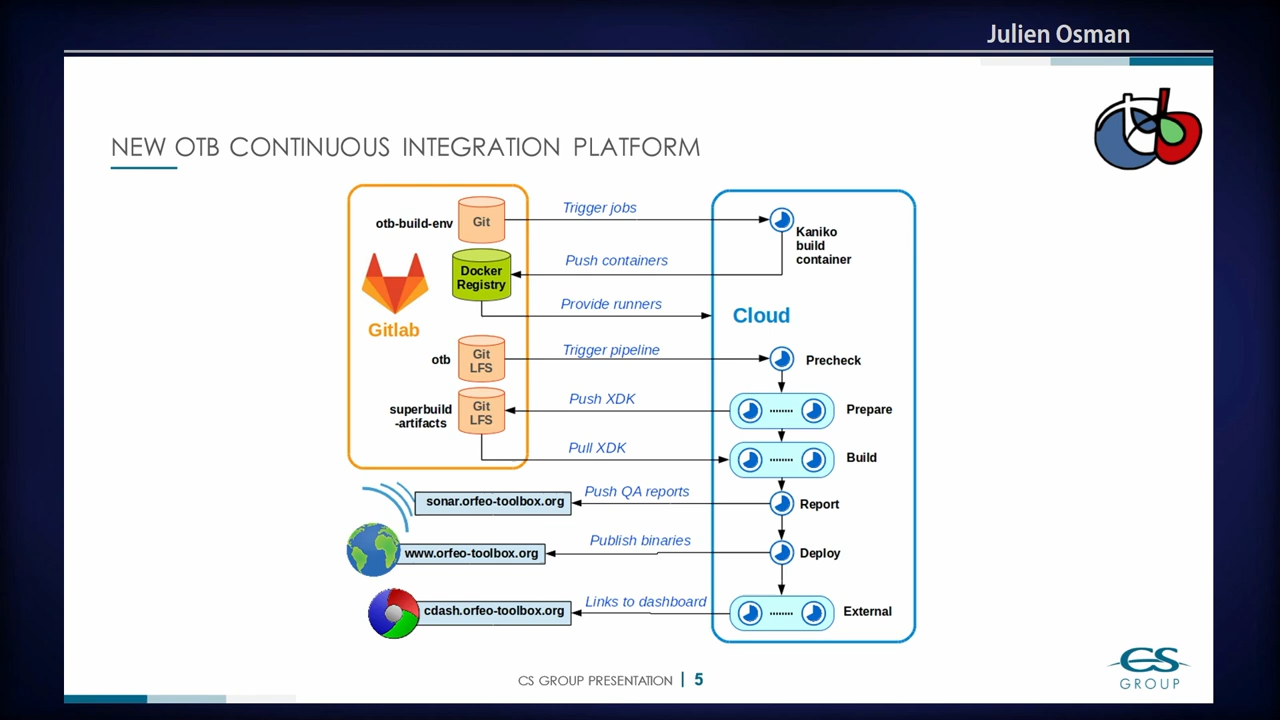 Julien Osman
NEW OTB CONTINUOUS INTEGRATION PLATFORM
otb-build-env
Git
Trigger jobs
Kaniko
build
container
Docker
Registry
Push containers
Provide runners
Gitlab
Cloud
otb
Git
LFS
Trigger pipeline
Precheck
superbuild
-artifacts
Git
LFS
Push XDK
Prepare
Pull XDK
Build
sonar.orfeo-toolbox.org
Push QA reports
Report
www.orfeo-toolbox.org
Publish binaries
Deploy
cdash.orfeo-toolbox.org
Links to dashboard
External
CS GROUP PRESENTATION | 5
CS
GROUP
otb